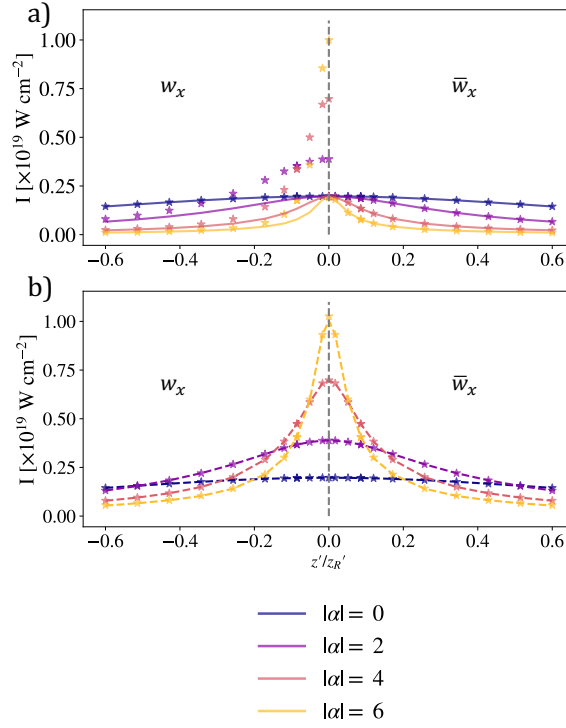 a)
I [×10¹⁹ W cm⁻²]
1.00
0.75
0.50
0.25
0.00
wₓ
w̅ₓ
−0.6 −0.4 −0.2 0.0 0.2 0.4 0.6
b)
I [×10¹⁹ W cm⁻²]
1.00
0.75
0.50
0.25
0.00
wₓ
w̅ₓ
−0.6 −0.4 −0.2 0.0 0.2 0.4 0.6
z′/z_R′
|α| = 0
|α| = 2
|α| = 4
|α| = 6